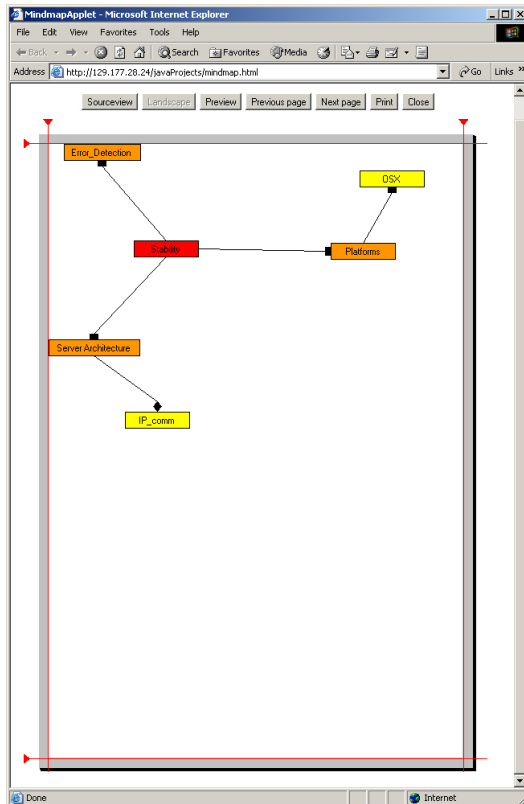 MindmapApplet - Microsoft Internet Explorer
File Edit View Favorites Tools Help
Back Search Favorites Media
Address http://129.177.28.24/javaProjects/mindmap.html Go Links »
Sourceview Landscape Preview Previous page Next page Print Close
Error_Detection
OSX
Stability
Platforms
Server Architecture
IP_comm
Done Internet